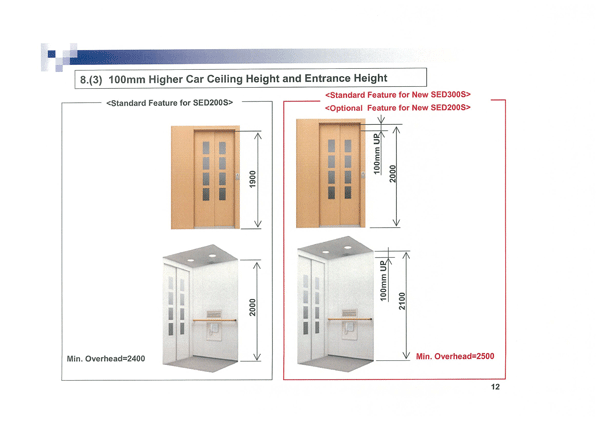 8.(3) 100mm Higher Car Ceiling Height and Entrance Height
<Standard Feature for SED200S>
1900
2000
Min. Overhead=2400
<Standard Feature for New SED300S>
<Optional Feature for New SED200S>
100mm UP
2000
100mm UP
2100
Min. Overhead=2500
12